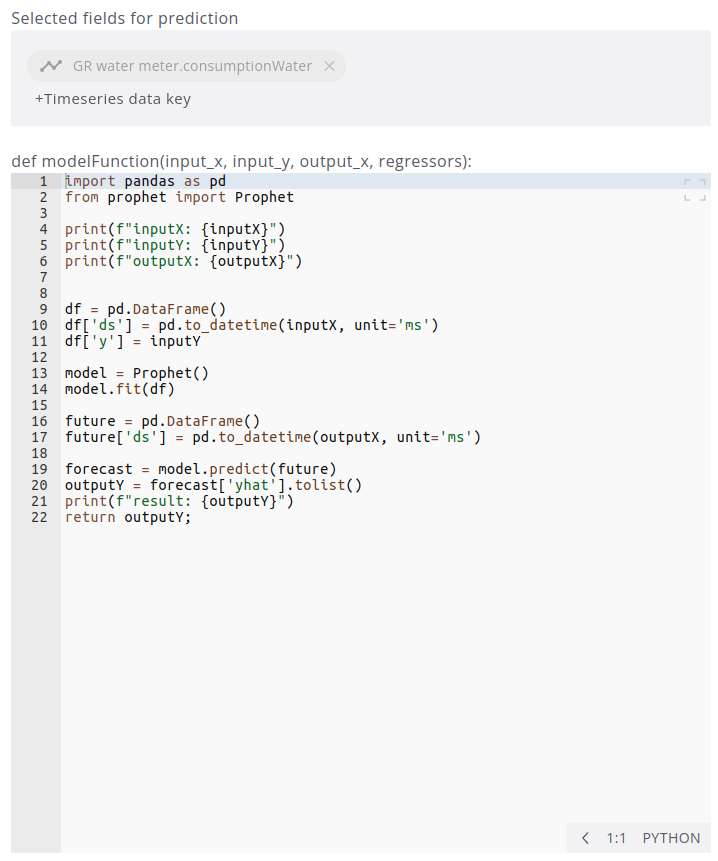 Selected fields for prediction
GR water meter.consumptionWater ×
+Timeseries data key
def modelFunction(input_x, input_y, output_x, regressors):
1 import pandas as pd
2 from prophet import Prophet
3
4 print(f"inputX: {inputX}")
5 print(f"inputY: {inputY}")
6 print(f"outputX: {outputX}")
7
8
9 df = pd.DataFrame()
10 df['ds'] = pd.to_datetime(inputX, unit='ms')
11 df['y'] = inputY
12
13 model = Prophet()
14 model.fit(df)
15
16 future = pd.DataFrame()
17 future['ds'] = pd.to_datetime(outputX, unit='ms')
18
19 forecast = model.predict(future)
20 outputY = forecast['yhat'].tolist()
21 print(f"result: {outputY}")
22 return outputY;
1:1 PYTHON